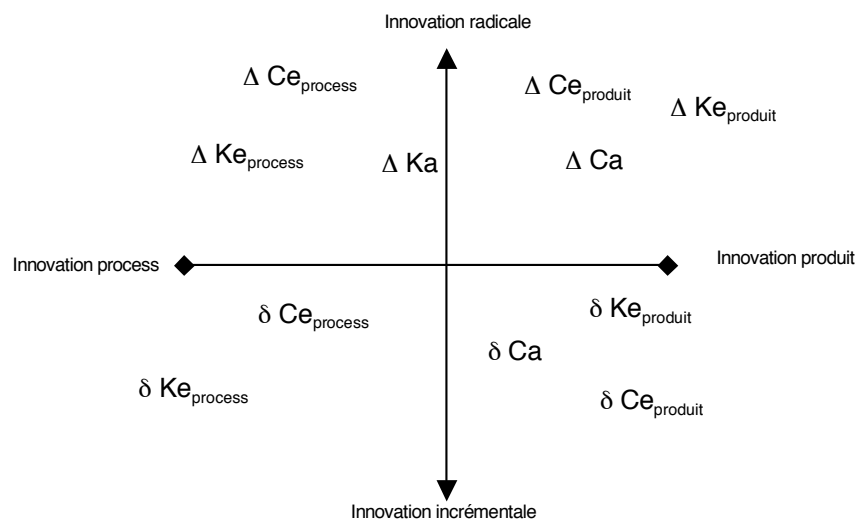 Innovation radicale
Δ Ce process
Δ Ce produit
Δ Ke produit
Δ Ke process
Δ Ka
Δ Ca
Innovation process
Innovation produit
δ Ce process
δ Ke produit
δ Ca
δ Ke process
δ Ce produit
Innovation incrémentale